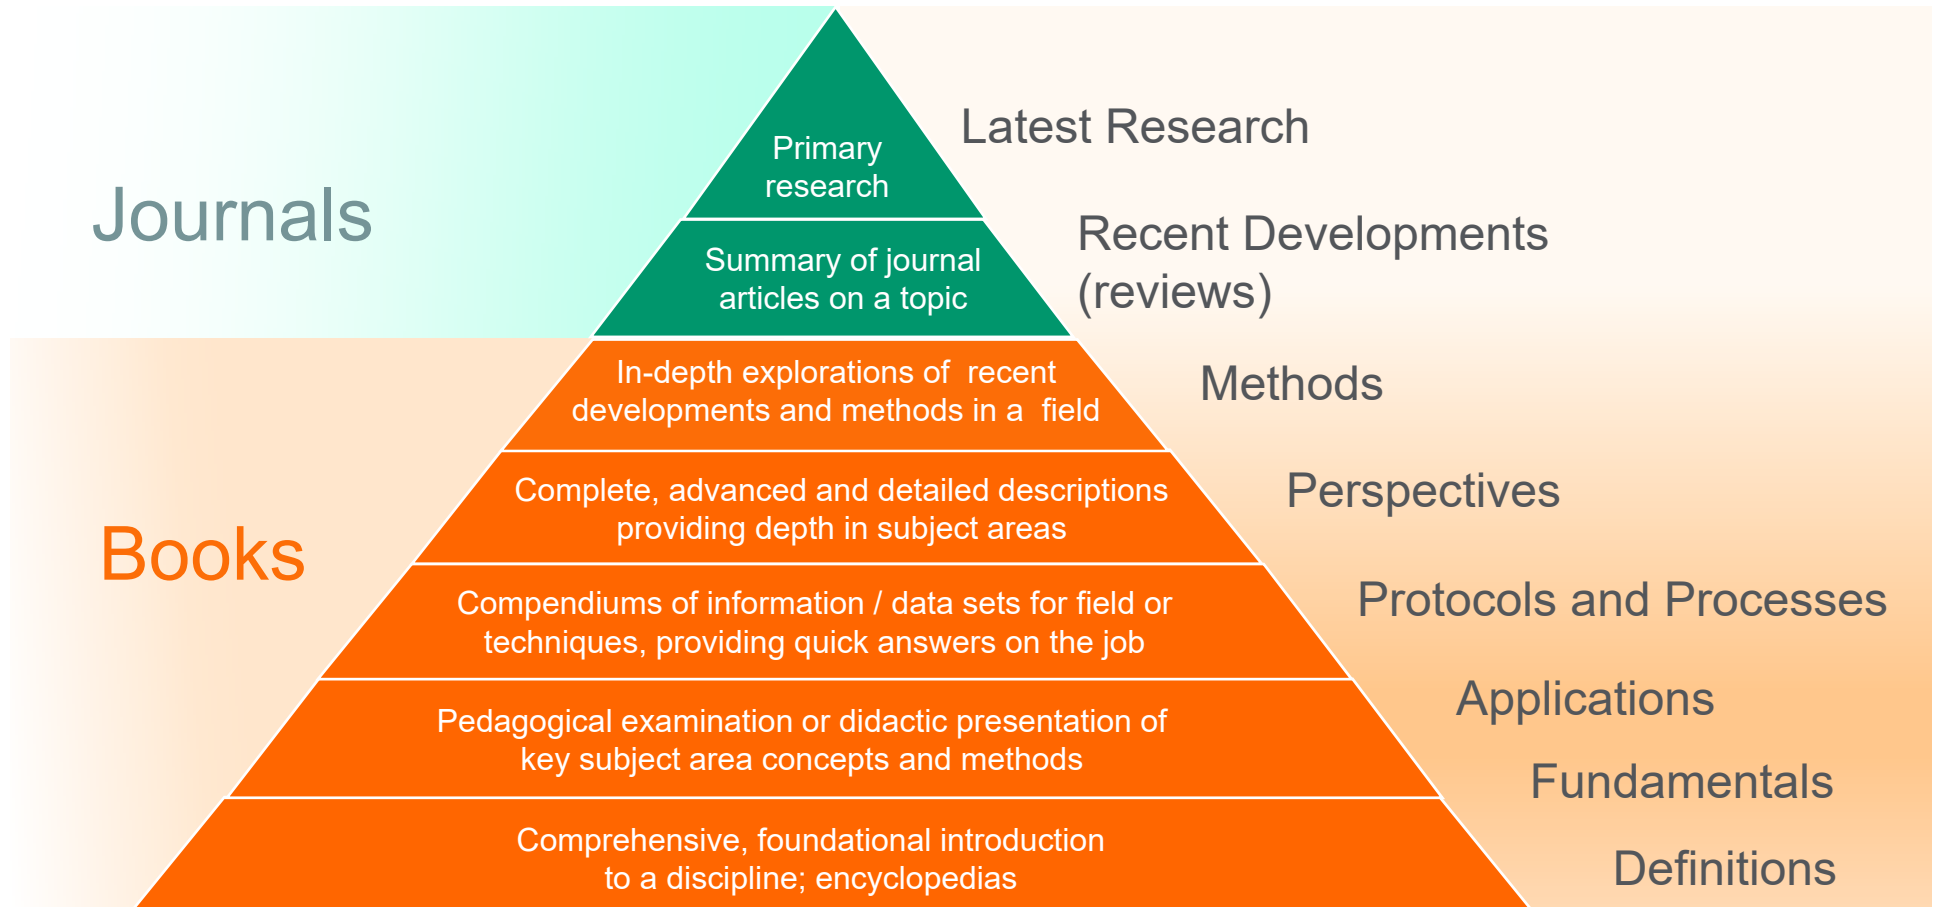 Journals
Primary
research
Latest Research
Summary of journal
articles on a topic
Recent Developments
(reviews)
Books
In-depth explorations of  recent
developments and methods in a  field
Methods
Complete, advanced and detailed descriptions
providing depth in subject areas
Perspectives
Compendiums of information / data sets for field or
techniques, providing quick answers on the job
Protocols and Processes
Pedagogical examination or didactic presentation of
key subject area concepts and methods
Applications
Fundamentals
Comprehensive, foundational introduction
to a discipline; encyclopedias
Definitions